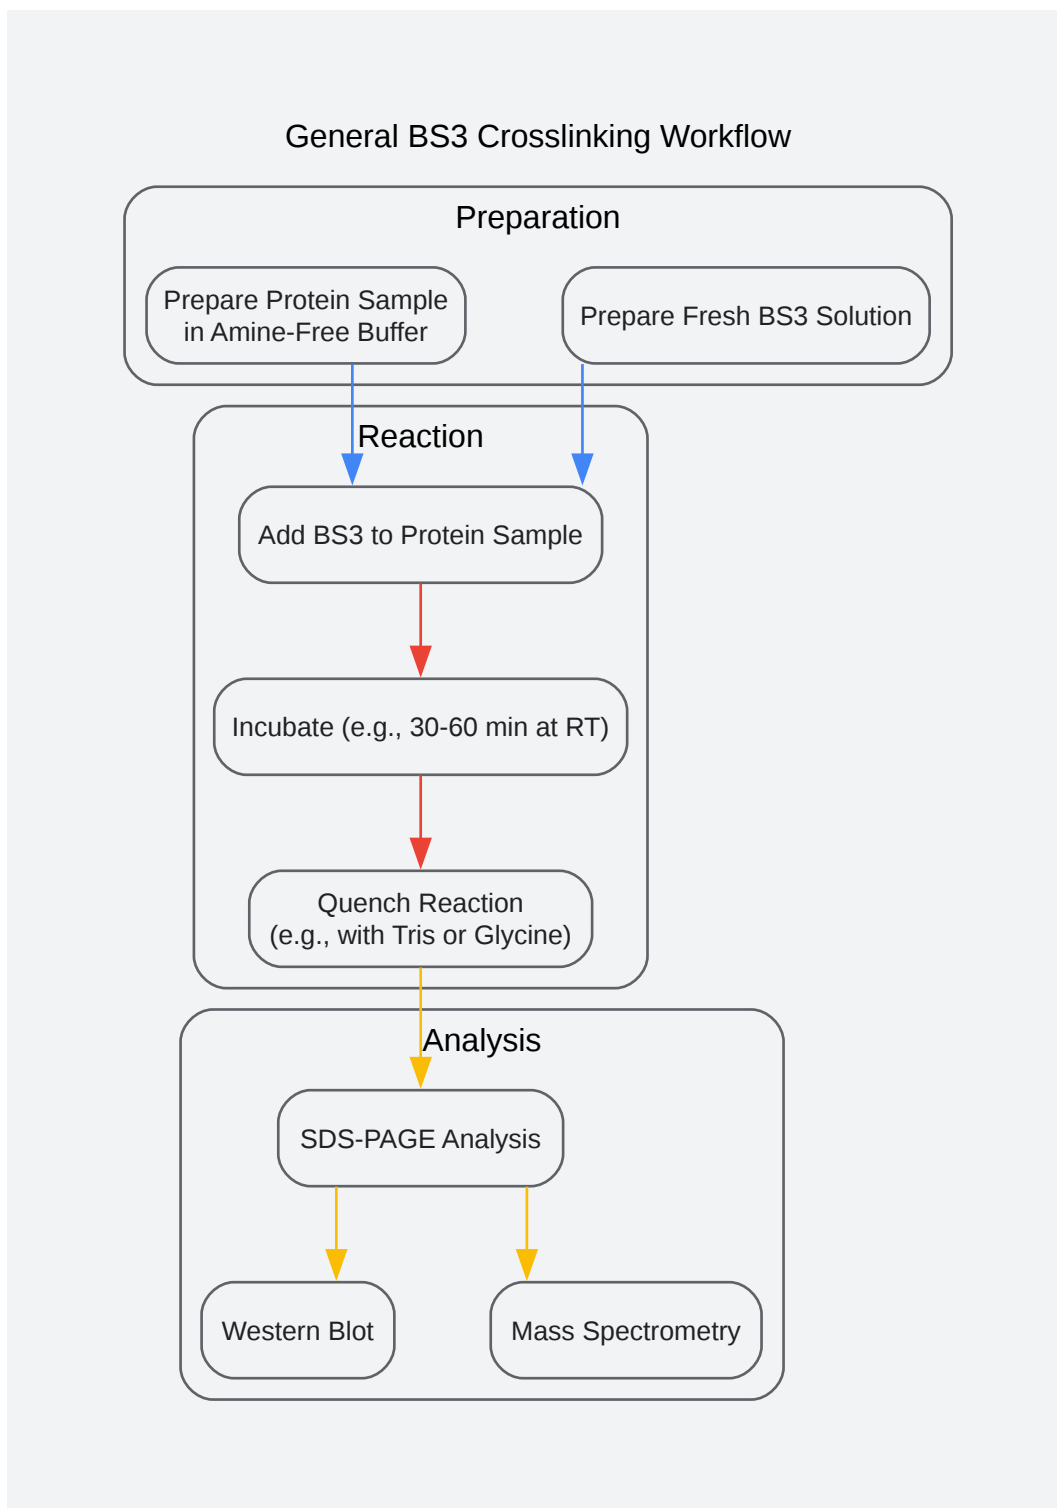 General BS3 Crosslinking Workflow
Preparation
Prepare Protein Sample
in Amine-Free Buffer
Prepare Fresh BS3 Solution
Reaction
Add BS3 to Protein Sample
Incubate (e.g., 30-60 min at RT)
Quench Reaction
(e.g., with Tris or Glycine)
Analysis
SDS-PAGE Analysis
Western Blot
Mass Spectrometry